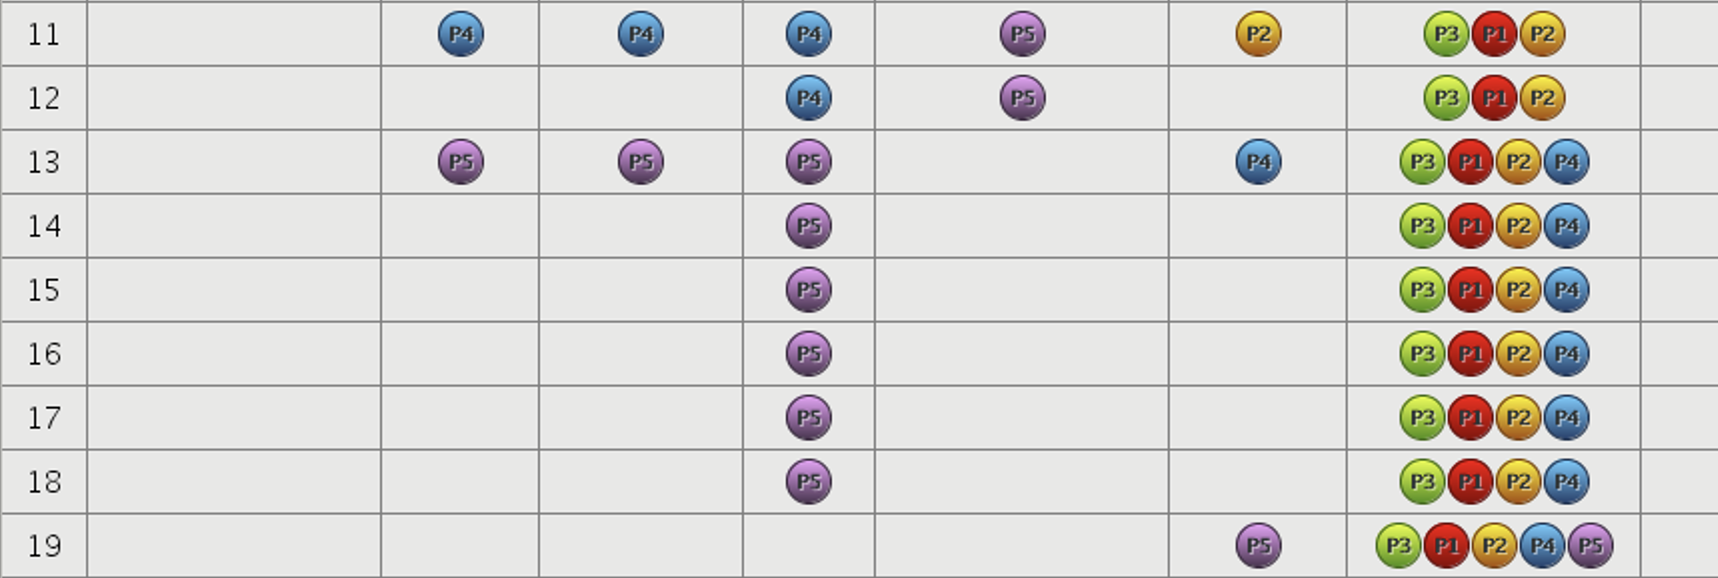 11 P4 P4 P4 P5 P2 P3 P1 P2
12 P4 P5 P3 P1 P2
13 P5 P5 P5 P4 P3 P1 P2 P4
14 P5 P3 P1 P2 P4
15 P5 P3 P1 P2 P4
16 P5 P3 P1 P2 P4
17 P5 P3 P1 P2 P4
18 P5 P3 P1 P2 P4
19 P5 P3 P1 P2 P4 P5